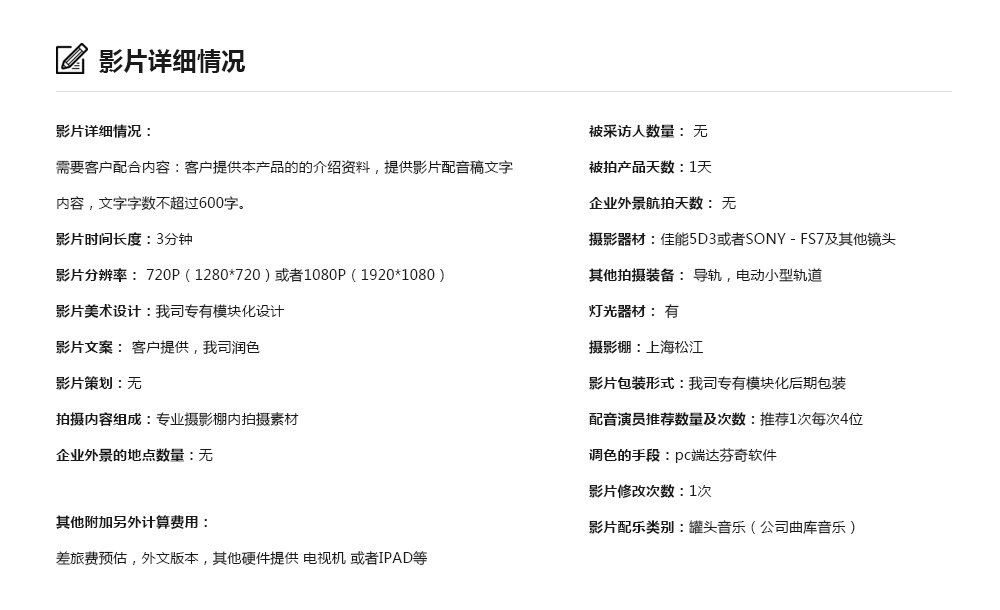 影片详细情况
影片详细情况：
需要客户配合内容：客户提供本产品的的介绍资料，提供影片配音稿文字
内容，文字字数不超过600字。
影片时间长度：3分钟
影片分辨率： 720P（1280*720）或者1080P（1920*1080）
影片美术设计：我司专有模块化设计
影片文案： 客户提供，我司润色
影片策划：无
拍摄内容组成：专业摄影棚内拍摄素材
企业外景的地点数量：无
其他附加另外计算费用：
差旅费预估，外文版本，其他硬件提供 电视机 或者IPAD等
被采访人数量： 无
被拍产品天数：1天
企业外景航拍天数： 无
摄影器材：佳能5D3或者SONY - FS7及其他镜头
其他拍摄装备： 导轨，电动小型轨道
灯光器材： 有
摄影棚：上海松江
影片包装形式：我司专有模块化后期包装
配音演员推荐数量及次数：推荐1次每次4位
调色的手段：pc端达芬奇软件
影片修改次数：1次
影片配乐类别：罐头音乐（公司曲库音乐）